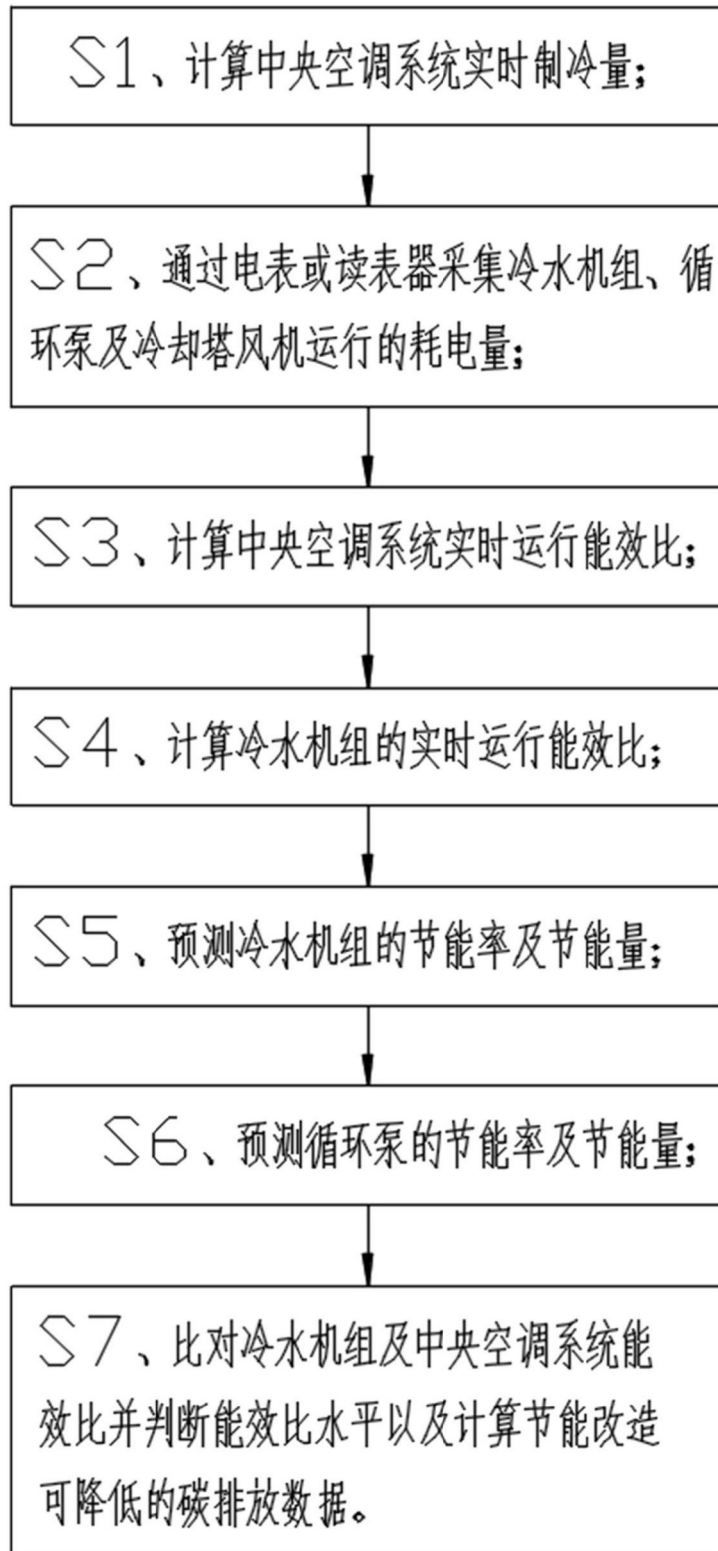 S1、计算中央空调系统实时制冷量;
S2、通过电表或读表器采集冷水机组、循
环泵及冷却塔风机运行的耗电量;
S3、计算中央空调系统实时运行能效比;
S4、计算冷水机组的实时运行能效比;
S5、预测冷水机组的节能率及节能量;
S6、预测循环泵的节能率及节能量;
S7、比对冷水机组及中央空调系统能
效比并判断能效比水平以及计算节能改造
可降低的碳排放数据。